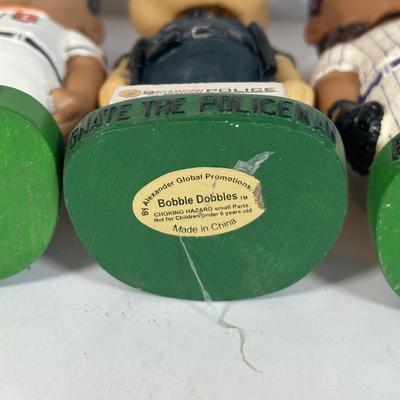 POLICE
GNATE THE POLICEMAN
By Alexander Global Promotions.
Bobble Dobbles TM
CHOKING HAZARD small Parts.
Not for Children under 6 years old
Made in China